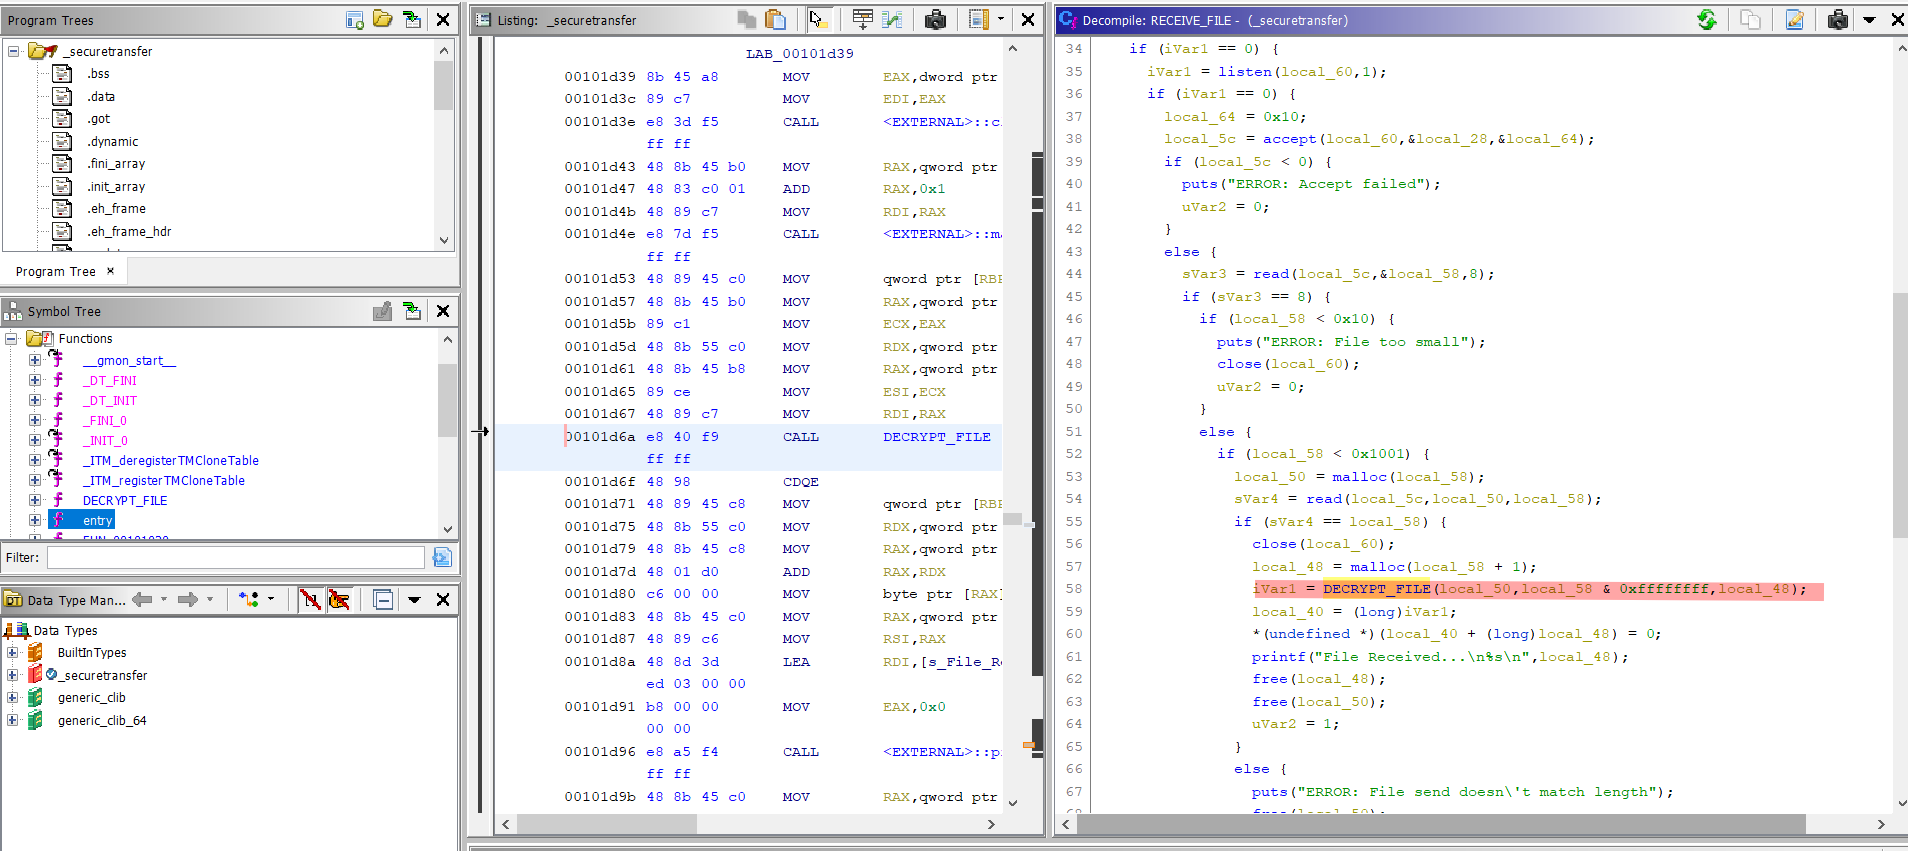 Program Trees
_securetransfer
.bss
.data
.got
.dynamic
.fini_array
.init_array
.eh_frame
.eh_frame_hdr
Program Tree ×
Symbol Tree
Functions
__gmon_start__
_DT_FINI
_DT_INIT
_FINI_0
_INIT_0
_ITM_deregisterTMCloneTable
_ITM_registerTMCloneTable
DECRYPT_FILE
entry
Filter:
Data Type Man...
Data Types
BuiltInTypes
_securetransfer
generic_clib
generic_clib_64
Listing: _securetransfer
LAB_00101d39
00101d39 8b 45 a8 MOV EAX,dword ptr
00101d3c 89 c7 MOV EDI,EAX
00101d3e e8 3d f5 CALL <EXTERNAL>::c
ff ff
00101d43 48 8b 45 b0 MOV RAX,qword ptr
00101d47 48 83 c0 01 ADD RAX,0x1
00101d4b 48 89 c7 MOV RDI,RAX
00101d4e e8 7d f5 CALL <EXTERNAL>::m
ff ff
00101d53 48 89 45 c0 MOV qword ptr [RBP
00101d57 48 8b 45 b0 MOV RAX,qword ptr
00101d5b 89 c1 MOV ECX,EAX
00101d5d 48 8b 55 c0 MOV RDX,qword ptr
00101d61 48 8b 45 b8 MOV RAX,qword ptr
00101d65 89 ce MOV ESI,ECX
00101d67 48 89 c7 MOV RDI,RAX
00101d6a e8 40 f9 CALL DECRYPT_FILE
ff ff
00101d6f 48 98 CDQE
00101d71 48 89 45 c8 MOV qword ptr [RBP
00101d75 48 8b 55 c0 MOV RDX,qword ptr
00101d79 48 8b 45 c8 MOV RAX,qword ptr
00101d7d 48 01 d0 ADD RAX,RDX
00101d80 c6 00 00 MOV byte ptr [RAX]
00101d83 48 8b 45 c0 MOV RAX,qword ptr
00101d87 48 89 c6 MOV RSI,RAX
00101d8a 48 8d 3d LEA RDI,[s_File_Re
ed 03 00 00
00101d91 b8 00 00 MOV EAX,0x0
00 00
00101d96 e8 a5 f4 CALL <EXTERNAL>::p
ff ff
00101d9b 48 8b 45 c0 MOV RAX,qword ptr
Decompile: RECEIVE_FILE - (_securetransfer)
34 if (iVar1 == 0) {
35 iVar1 = listen(local_60,1);
36 if (iVar1 == 0) {
37 local_64 = 0x10;
38 local_5c = accept(local_60,&local_28,&local_64);
39 if (local_5c < 0) {
40 puts("ERROR: Accept failed");
41 uVar2 = 0;
42 }
43 else {
44 sVar3 = read(local_5c,&local_58,8);
45 if (sVar3 == 8) {
46 if (local_58 < 0x10) {
47 puts("ERROR: File too small");
48 close(local_60);
49 uVar2 = 0;
50 }
51 else {
52 if (local_58 < 0x1001) {
53 local_50 = malloc(local_58);
54 sVar4 = read(local_5c,local_50,local_58);
55 if (sVar4 == local_58) {
56 close(local_60);
57 local_48 = malloc(local_58 + 1);
58 iVar1 = DECRYPT_FILE(local_50,local_58 & 0xffffffff,local_48);
59 local_40 = (long)iVar1;
60 *(undefined *)(local_40 + (long)local_48) = 0;
61 printf("File Received...\n%s\n",local_48);
62 free(local_48);
63 free(local_50);
64 uVar2 = 1;
65 }
66 else {
67 puts("ERROR: File send doesn\'t match length");